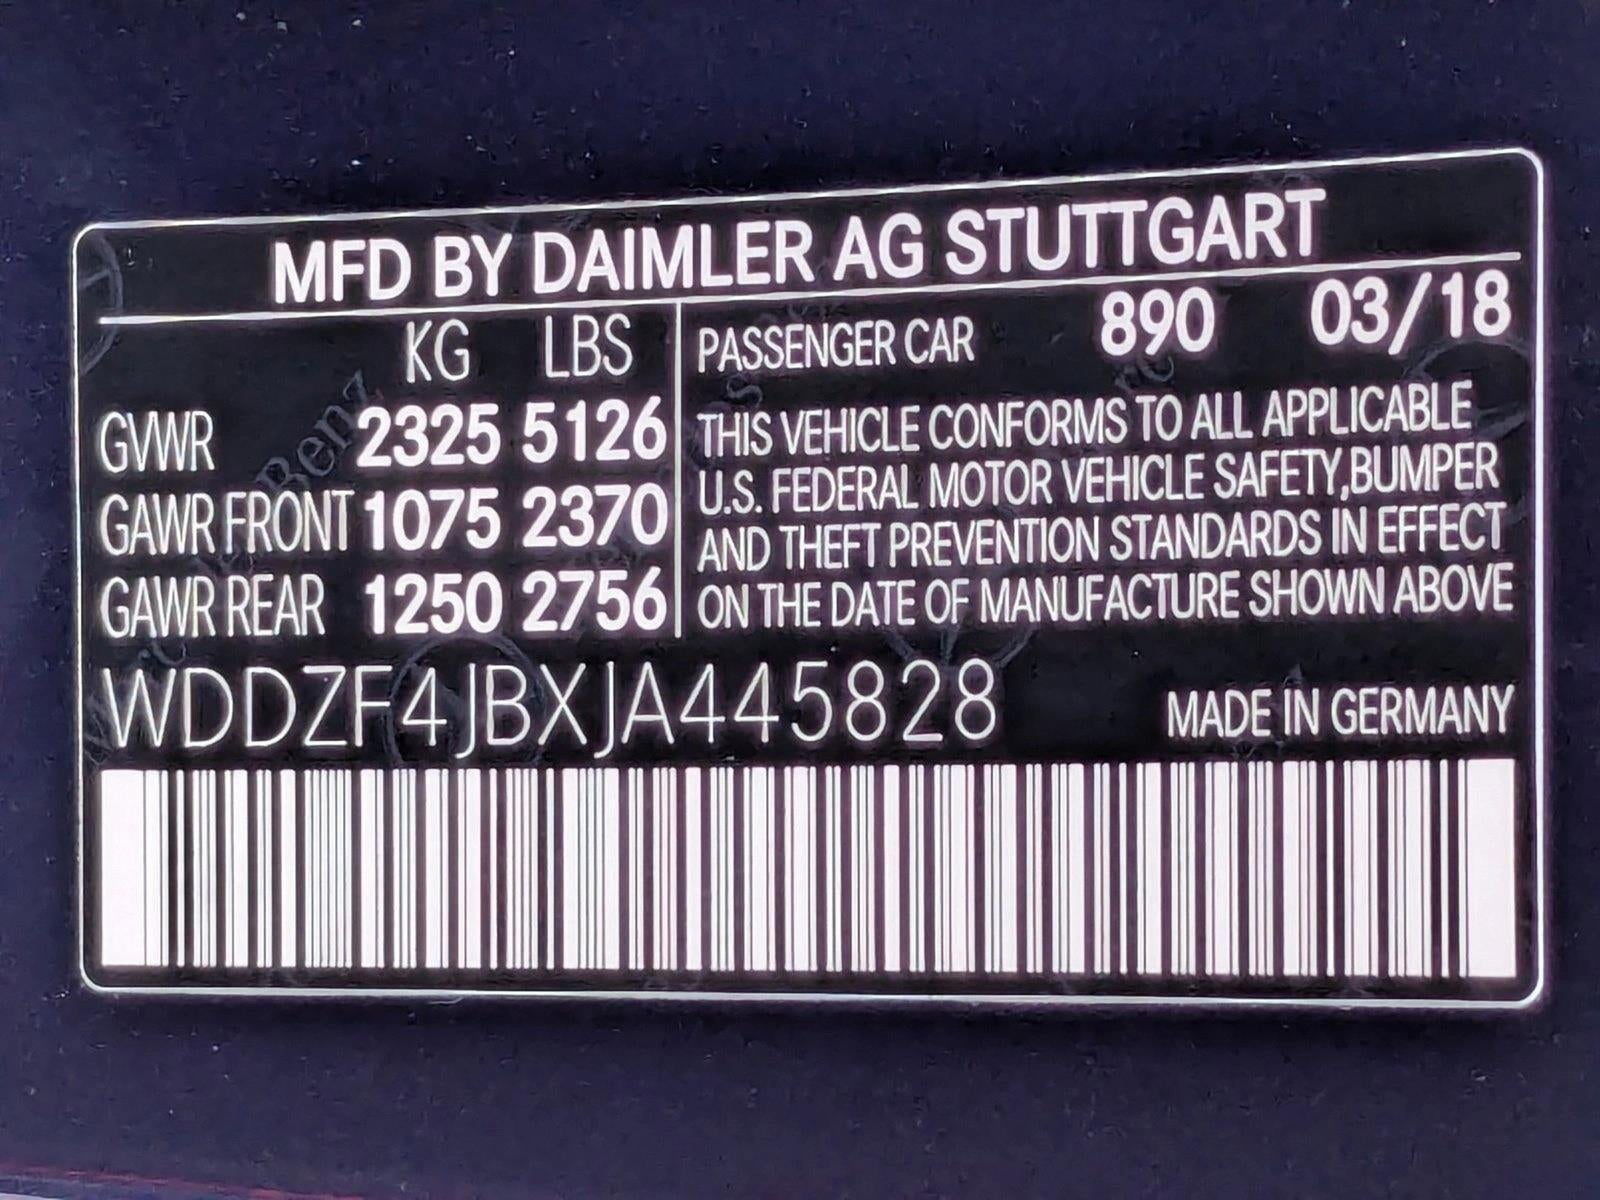 MFD BY DAIMLER AG STUTTGART
KG LBS
GVWR 2325 5126
GAWR FRONT 1075 2370
GAWR REAR 1250 2756
PASSENGER CAR 890 03/18
THIS VEHICLE CONFORMS TO ALL APPLICABLE
U.S. FEDERAL MOTOR VEHICLE SAFETY,BUMPER
AND THEFT PREVENTION STANDARDS IN EFFECT
ON THE DATE OF MANUFACTURE SHOWN ABOVE
WDDZF4JBXJA445828
MADE IN GERMANY
Benz